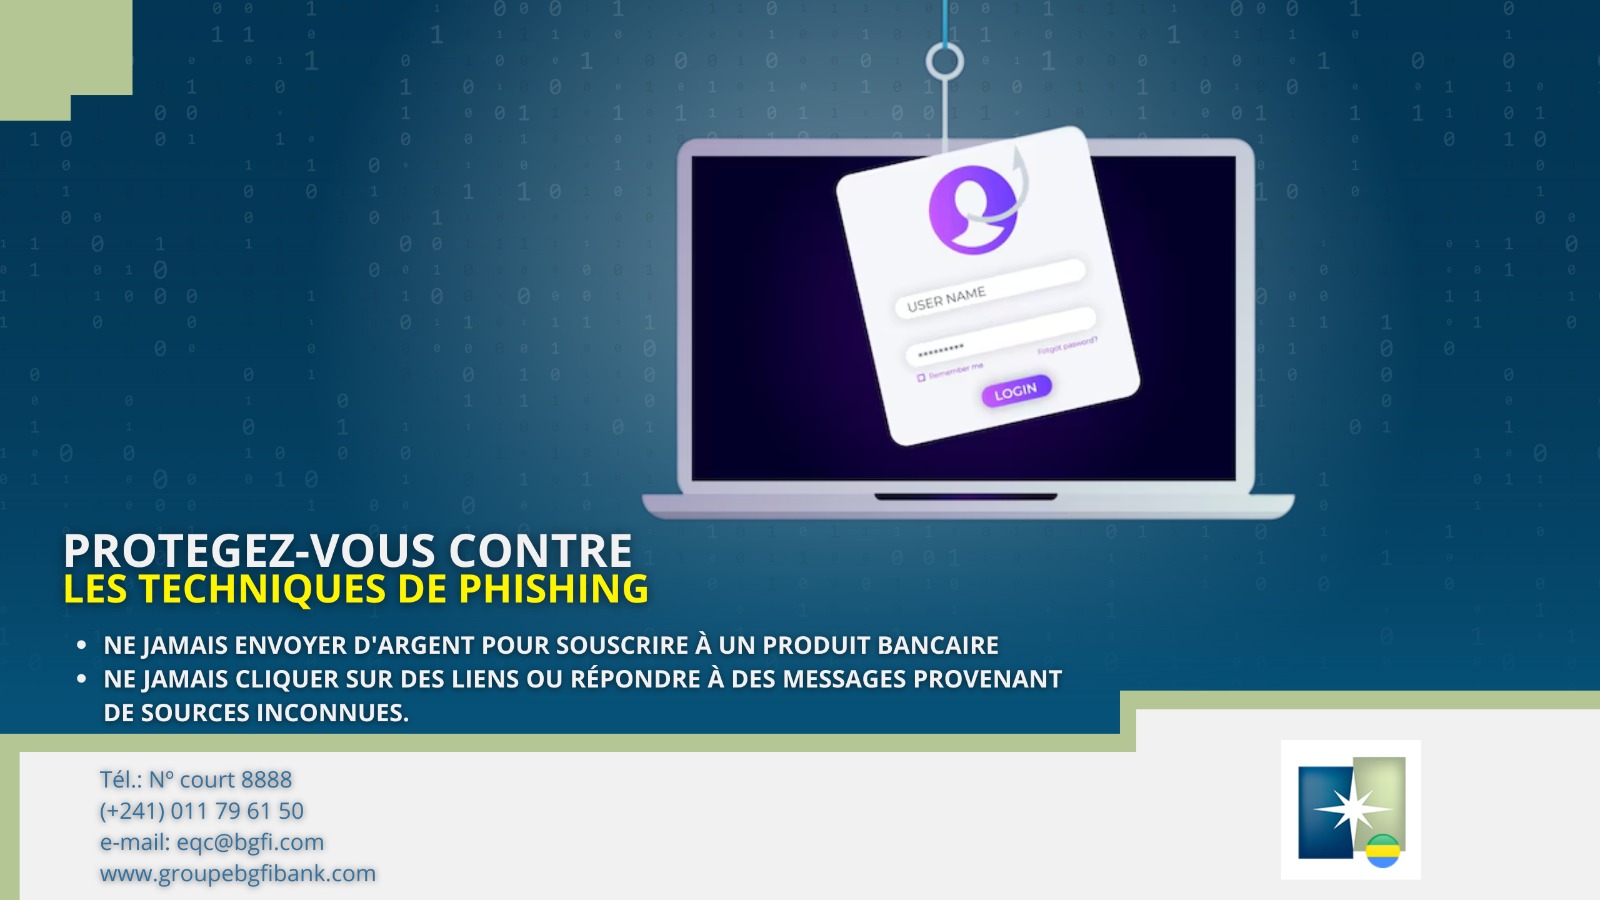 USER NAME
*********
Forgot pasword?
Remember me
LOGIN
PROTEGEZ-VOUS CONTRE
LES TECHNIQUES DE PHISHING
• NE JAMAIS ENVOYER D'ARGENT POUR SOUSCRIRE À UN PRODUIT BANCAIRE
• NE JAMAIS CLIQUER SUR DES LIENS OU RÉPONDRE À DES MESSAGES PROVENANT
DE SOURCES INCONNUES.
Tél.: Nº court 8888
(+241) 011 79 61 50
e-mail: eqc@bgfi.com
www.groupebgfibank.com